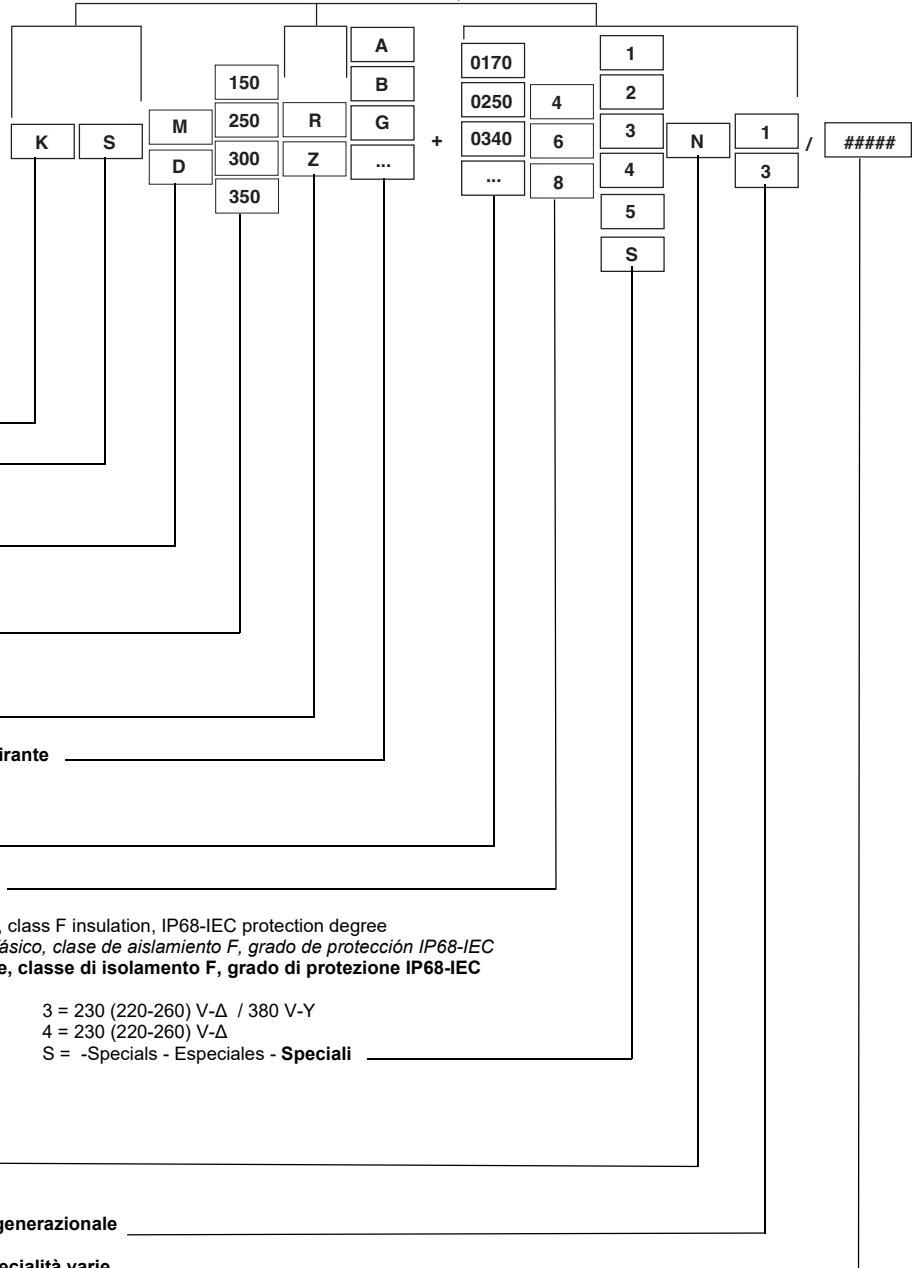 A
0170
1
150
B
0250
4
2
M
250
R
G
K
S
+
0340
6
3
N
1
/
#####
D
300
Z
...
...
8
4
3
350
5
S
irante
, class F insulation, IP68-IEC protection degree
fásico, clase de aislamiento F, grado de protección IP68-IEC
e, classe di isolamento F, grado di protezione IP68-IEC
3 = 230 (220-260) V-Δ / 380 V-Y
4 = 230 (220-260) V-Δ
S = -Specials - Especiales - Speciali
generazionale
ecialità varie